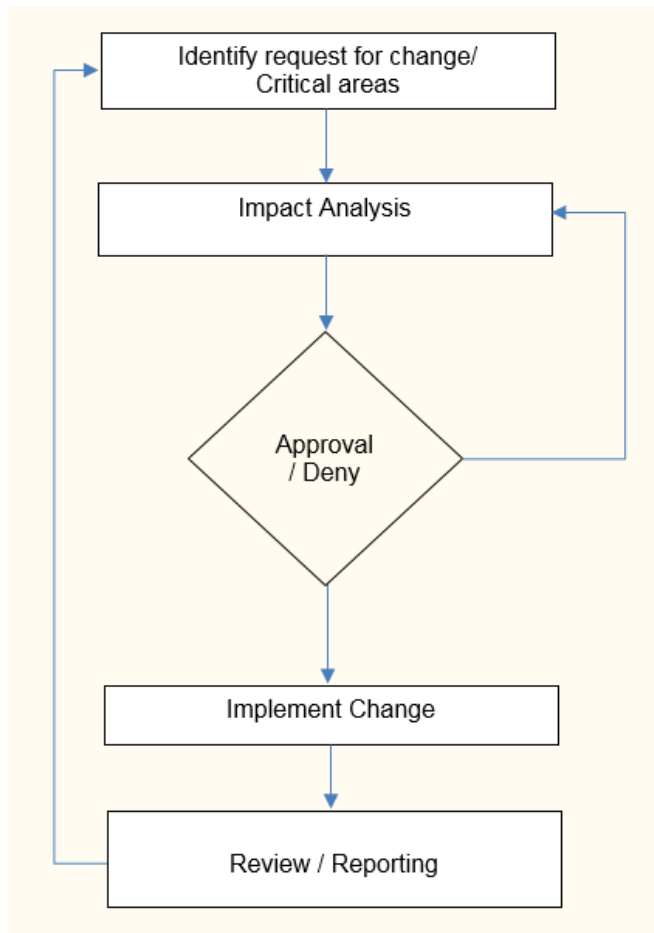 Identify request for change/
Critical areas
Impact Analysis
Approval
/ Deny
Implement Change
Review / Reporting